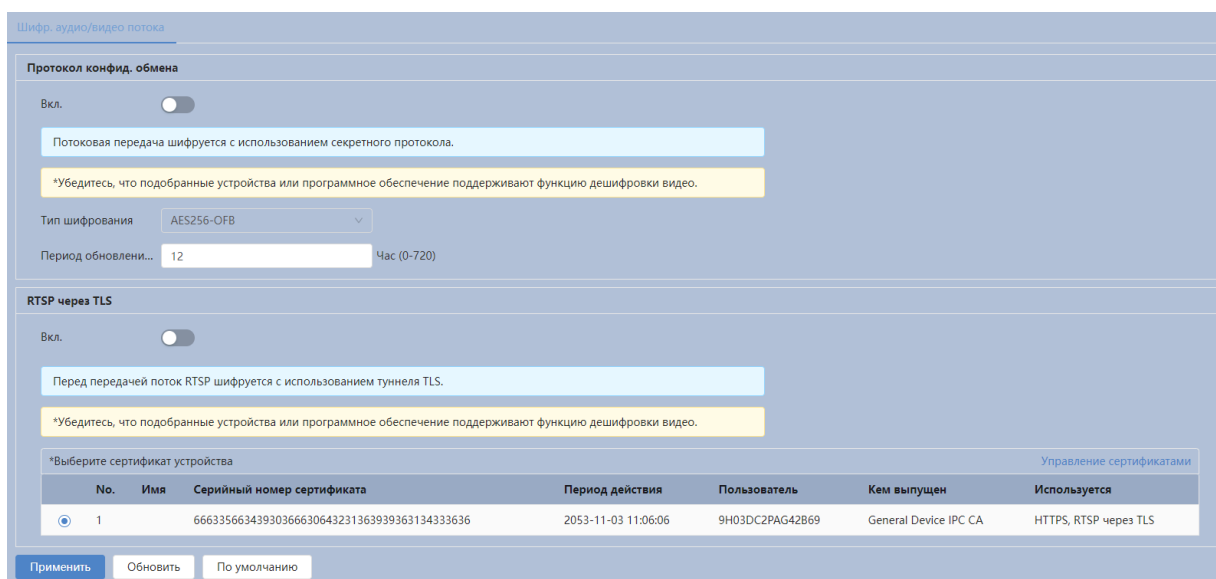 Шифр. аудио/видео потока
Протокол конфид. обмена
Вкл.
Потоковая передача шифруется с использованием секретного протокола.
*Убедитесь, что подобранные устройства или программное обеспечение поддерживают функцию дешифровки видео.
Тип шифрования AES256-OFB
Период обновлени... 12 Час (0-720)
RTSP через TLS
Вкл.
Перед передачей поток RTSP шифруется с использованием туннеля TLS.
*Убедитесь, что подобранные устройства или программное обеспечение поддерживают функцию дешифровки видео.
*Выберите сертификат устройства Управление сертификатами
No. Имя Серийный номер сертификата Период действия Пользователь Кем выпущен Используется
1 66633566343930366630643231363939363134333636 2053-11-03 11:06:06 9H03DC2PAG42B69 General Device IPC CA HTTPS, RTSP через TLS
Применить Обновить По умолчанию